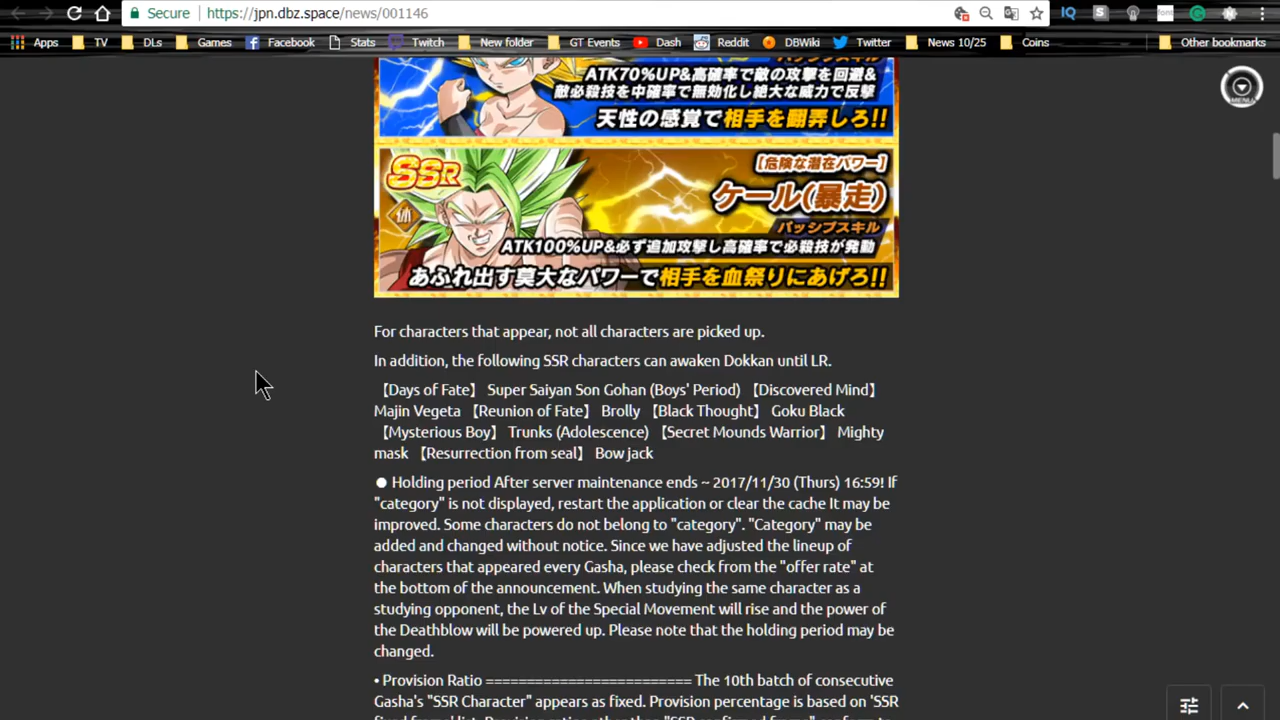 Secure
https://jpn.dbz.space/news/001146
Apps
TV
DLs
Games
Facebook
Stats
Twitch
New folder
GT Events
Dash
Reddit
DBWiki
Twitter
News 10/25
Coins
Other bookmarks
MENU
ATK70%UP&高確率で敵の攻撃を回避&
敵必殺技を中確率で無効化し絶大な威力で反撃
天性の感覚で相手を翻弄しろ!!
SSR
【危険な潜在パワー】
体
ケール(暴走)
パッシブスキル
ATK100%UP&必ず追加攻撃し高確率で必殺技が発動
あふれ出す莫大なパワーで相手を血祭りにあげろ!!
For characters that appear, not all characters are picked up.
In addition, the following SSR characters can awaken Dokkan until LR.
【Days of Fate】 Super Saiyan Son Gohan (Boys' Period) 【Discovered Mind】
Majin Vegeta 【Reunion of Fate】 Brolly 【Black Thought】 Goku Black
【Mysterious Boy】 Trunks (Adolescence) 【Secret Mounds Warrior】 Mighty
mask 【Resurrection from seal】 Bow jack
● Holding period After server maintenance ends ~ 2017/11/30 (Thurs) 16:59! If
"category" is not displayed, restart the application or clear the cache It may be
improved. Some characters do not belong to "category". "Category" may be
added and changed without notice. Since we have adjusted the lineup of
characters that appeared every Gasha, please check from the "offer rate" at
the bottom of the announcement. When studying the same character as a
studying opponent, the Lv of the Special Movement will rise and the power of
the Deathblow will be powered up. Please note that the holding period may be
changed.
• Provision Ratio ========================= The 10th batch of consecutive
Gasha's "SSR Character" appears as fixed. Provision percentage is based on 'SSR